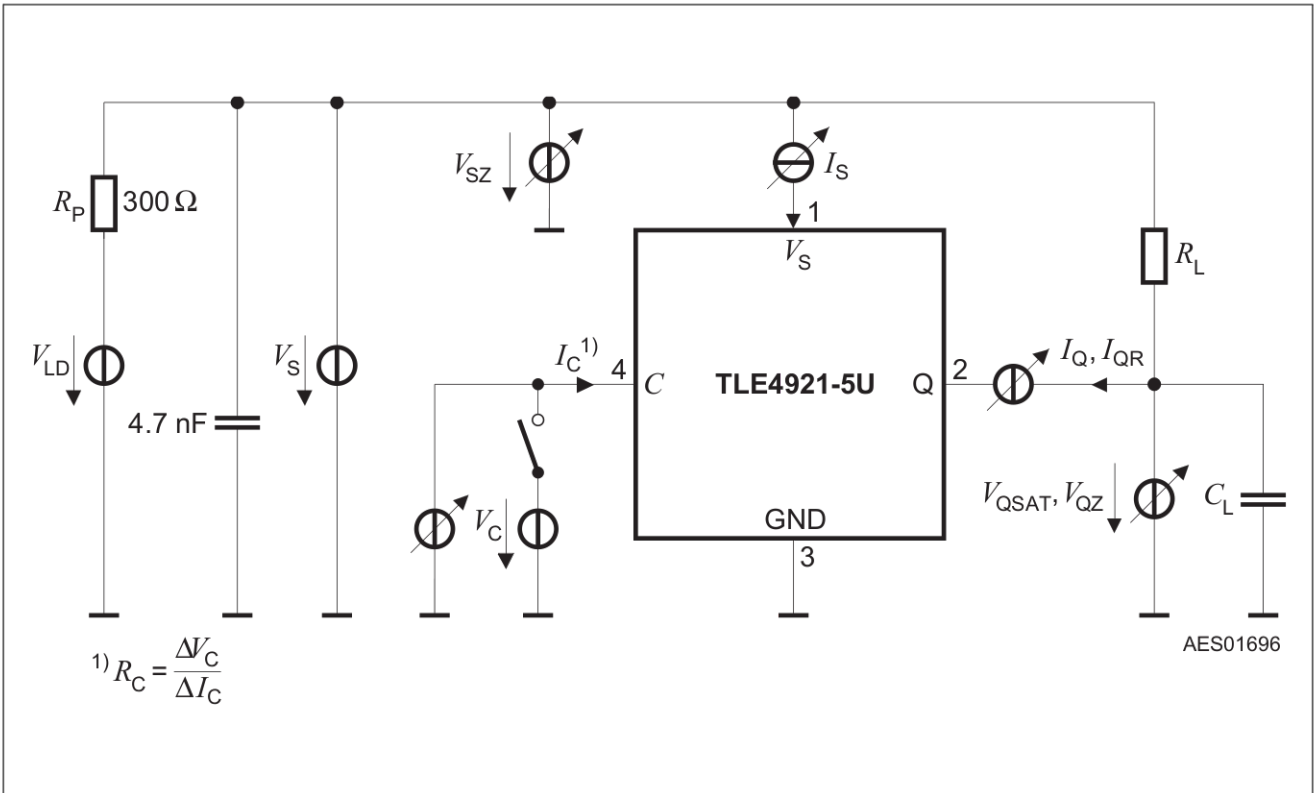 V_SZ
I_S
1
R_P 300 Ω
V_S
R_L
V_LD
V_S
I_C 1)
4
C
TLE4921-5U
Q
2
I_Q, I_QR
4.7 nF
V_C
GND
V_QSAT, V_QZ
C_L
3
AES01696
1) R_C = ΔV_C / ΔI_C